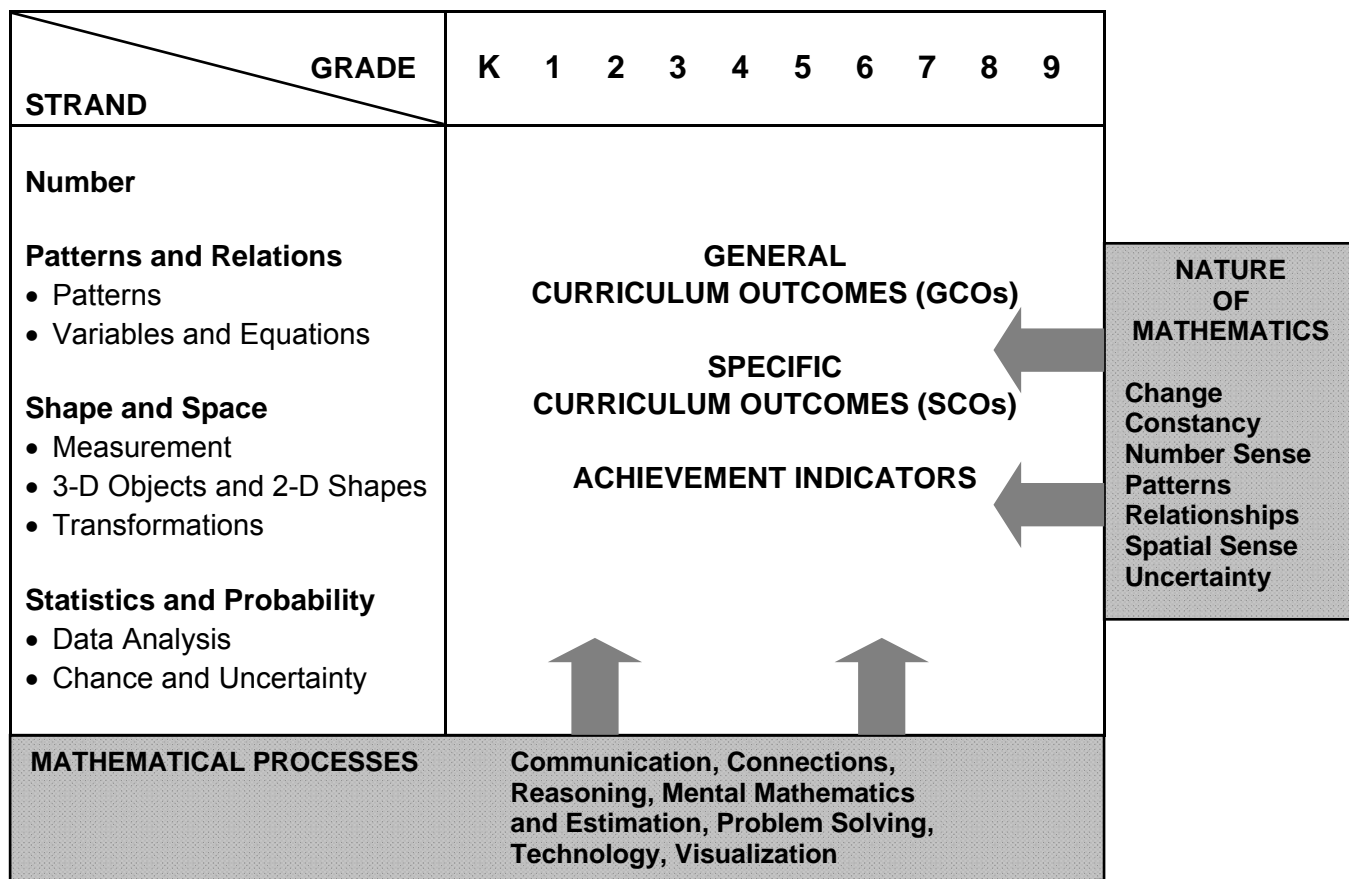 GRADE
STRAND
K 1 2 3 4 5 6 7 8 9
Number
Patterns and Relations
• Patterns
• Variables and Equations
Shape and Space
• Measurement
• 3-D Objects and 2-D Shapes
• Transformations
Statistics and Probability
• Data Analysis
• Chance and Uncertainty
GENERAL
CURRICULUM OUTCOMES (GCOs)
SPECIFIC
CURRICULUM OUTCOMES (SCOs)
ACHIEVEMENT INDICATORS
NATURE
OF
MATHEMATICS
Change
Constancy
Number Sense
Patterns
Relationships
Spatial Sense
Uncertainty
MATHEMATICAL PROCESSES
Communication, Connections,
Reasoning, Mental Mathematics
and Estimation, Problem Solving,
Technology, Visualization